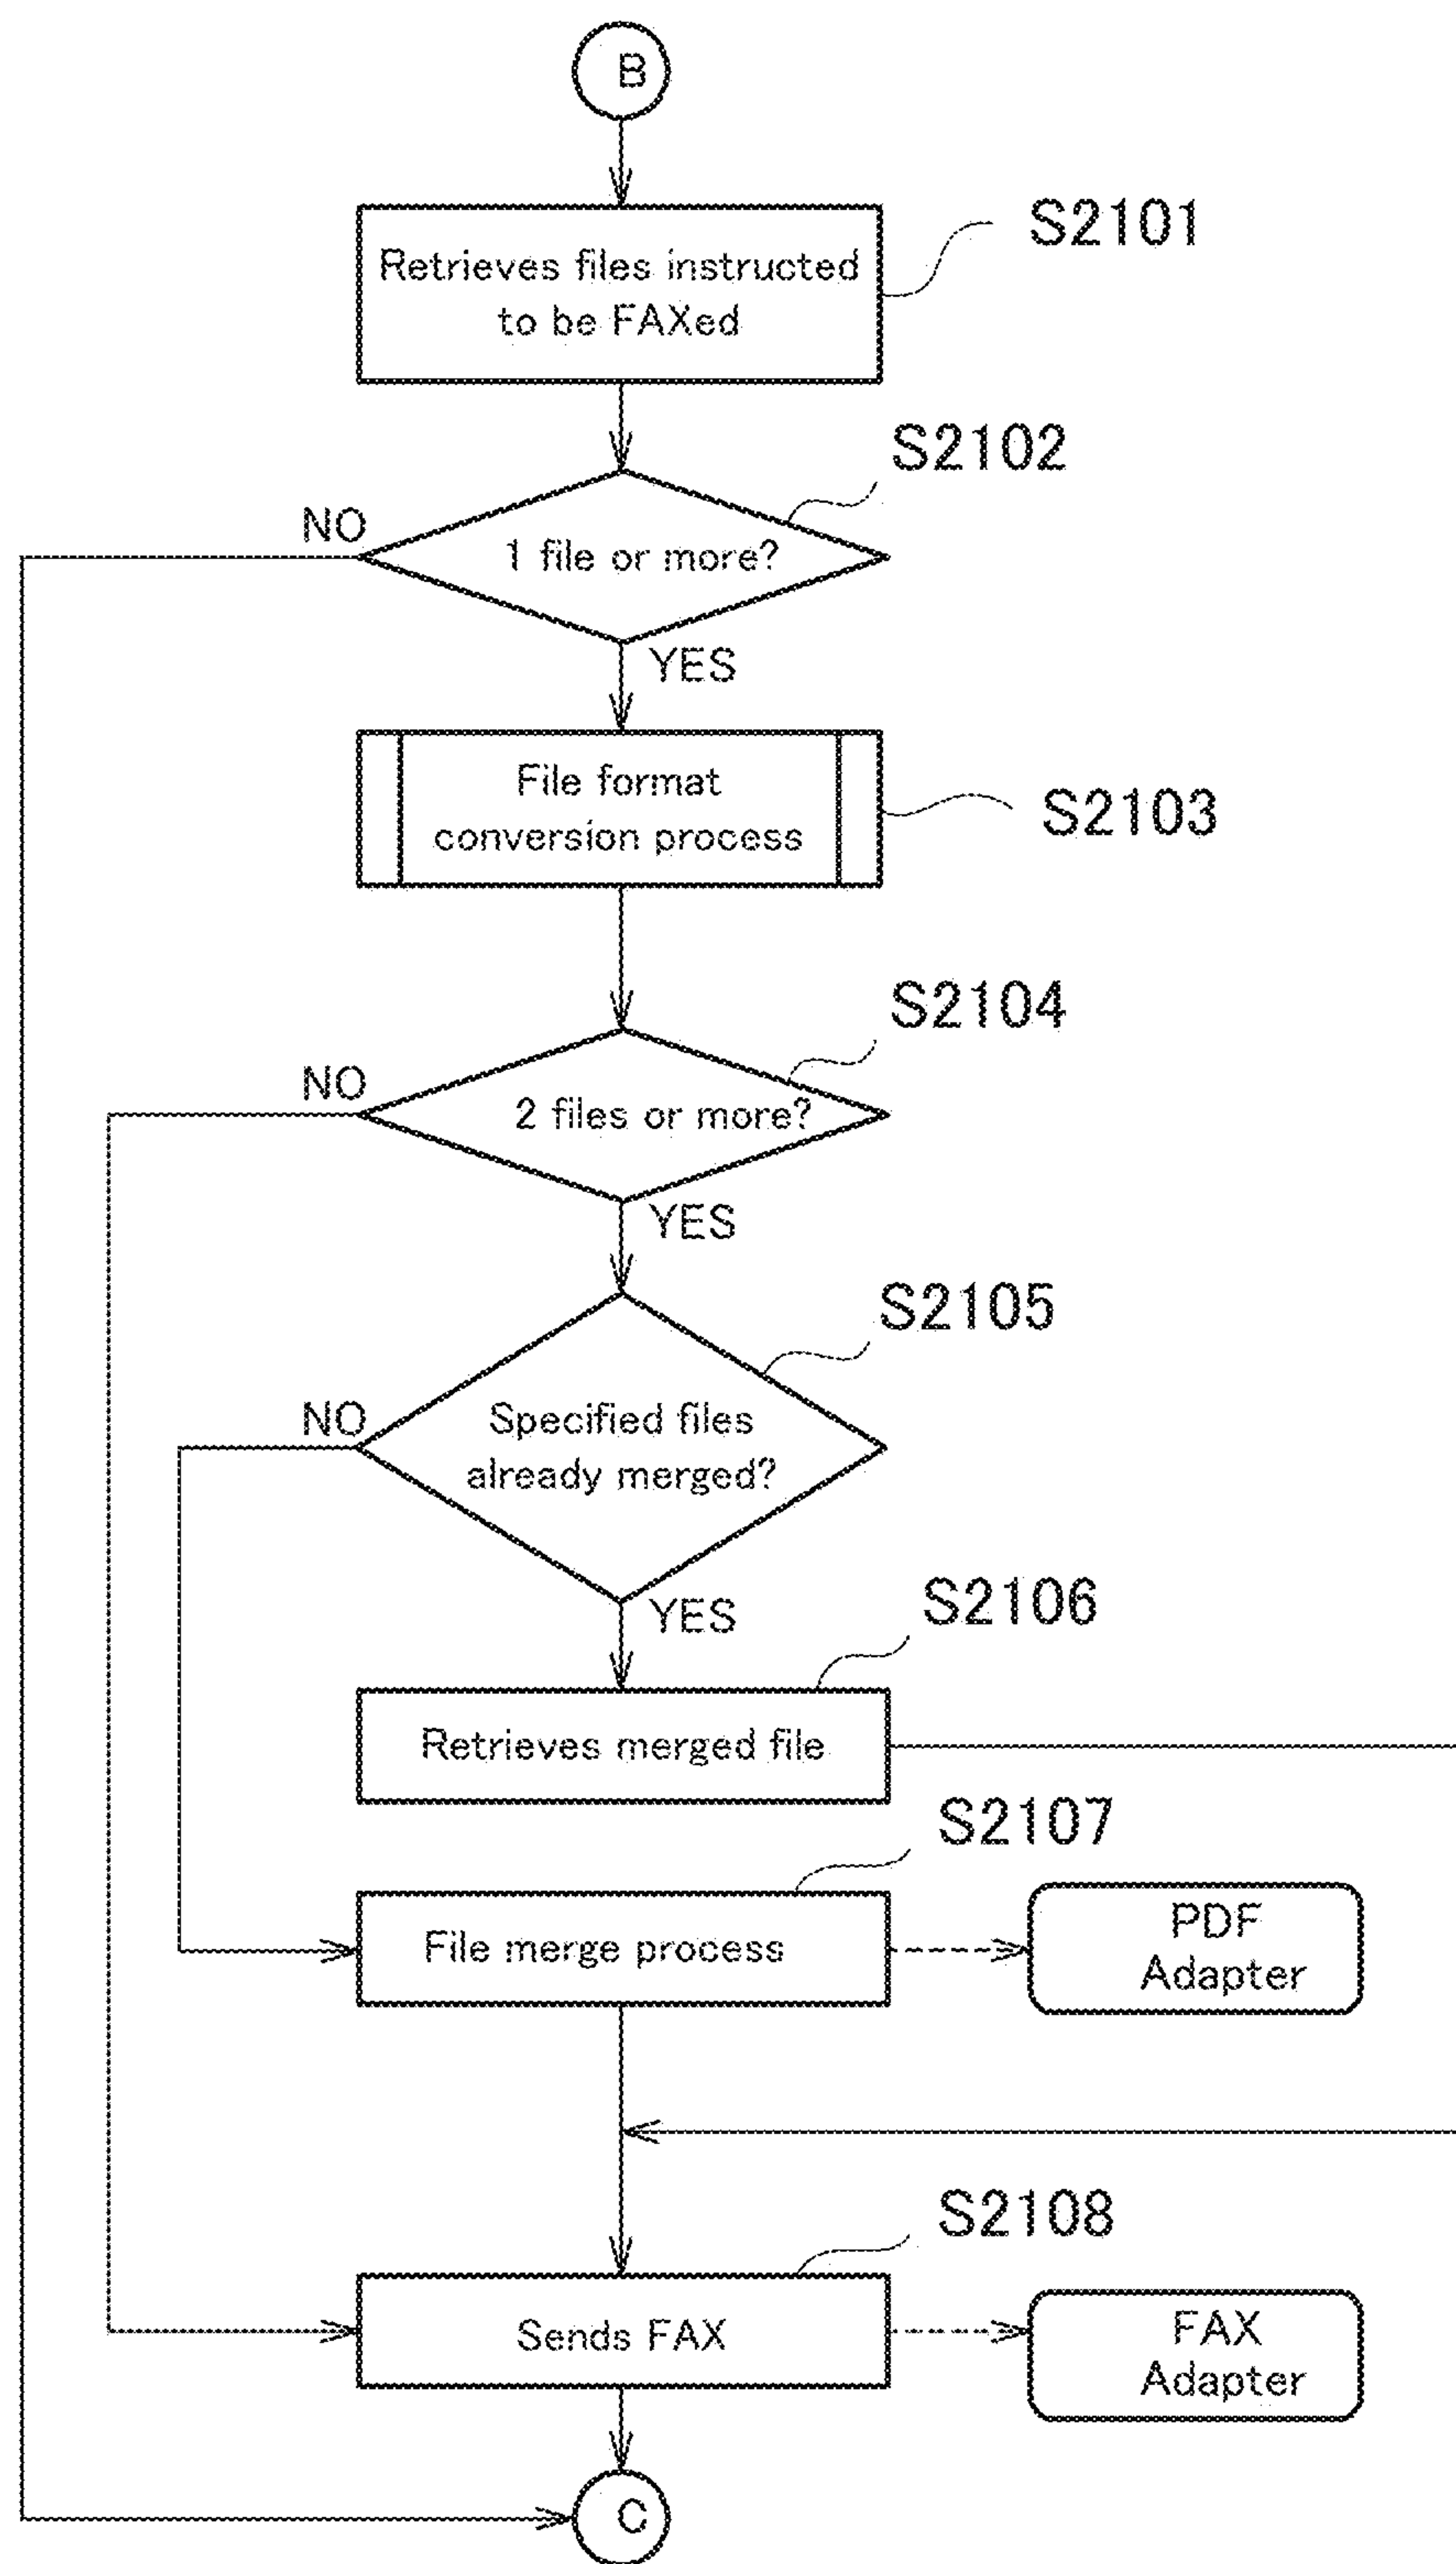 B
Retrieves files instructed
to be FAXed
S2101
S2102
NO
1 file or more?
YES
File format
conversion process
S2103
S2104
NO
2 files or more?
YES
S2105
NO
Specified files
already merged?
YES
S2106
Retrieves merged file
S2107
File merge process
PDF
Adapter
S2108
Sends FAX
FAX
Adapter
C